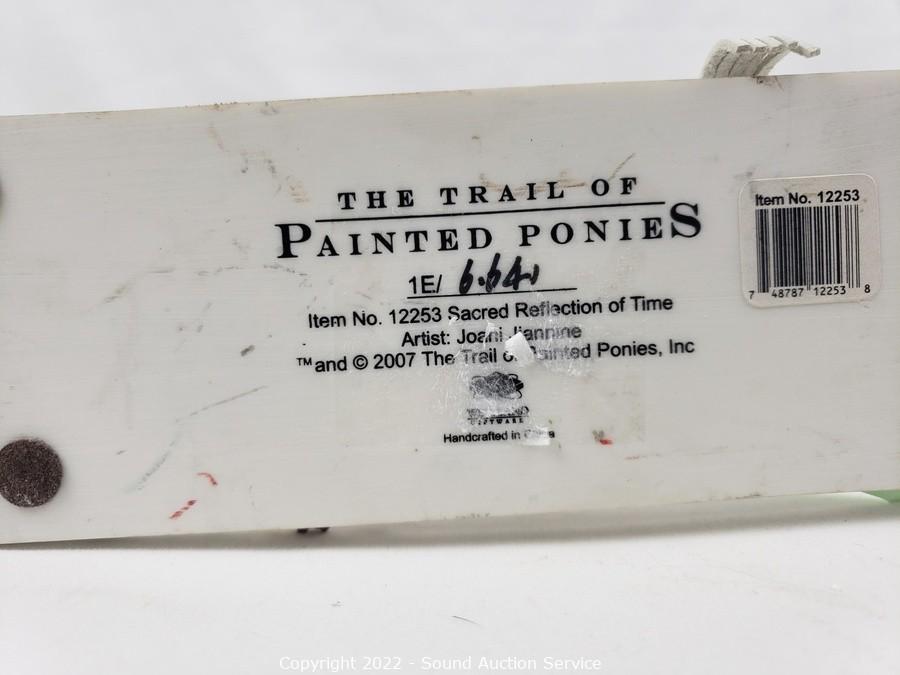 THE TRAIL OF
PAINTED PONIES
1E/ 6.640
Item No. 12253 Sacred Reflection of Time
Artist: Joani Jiannine
™and © 2007 The Trail of Painted Ponies, Inc
GIFTWARE
Handcrafted in China
Item No. 12253
7 48787 12253 8
Copyright 2022 - Sound Auction Service